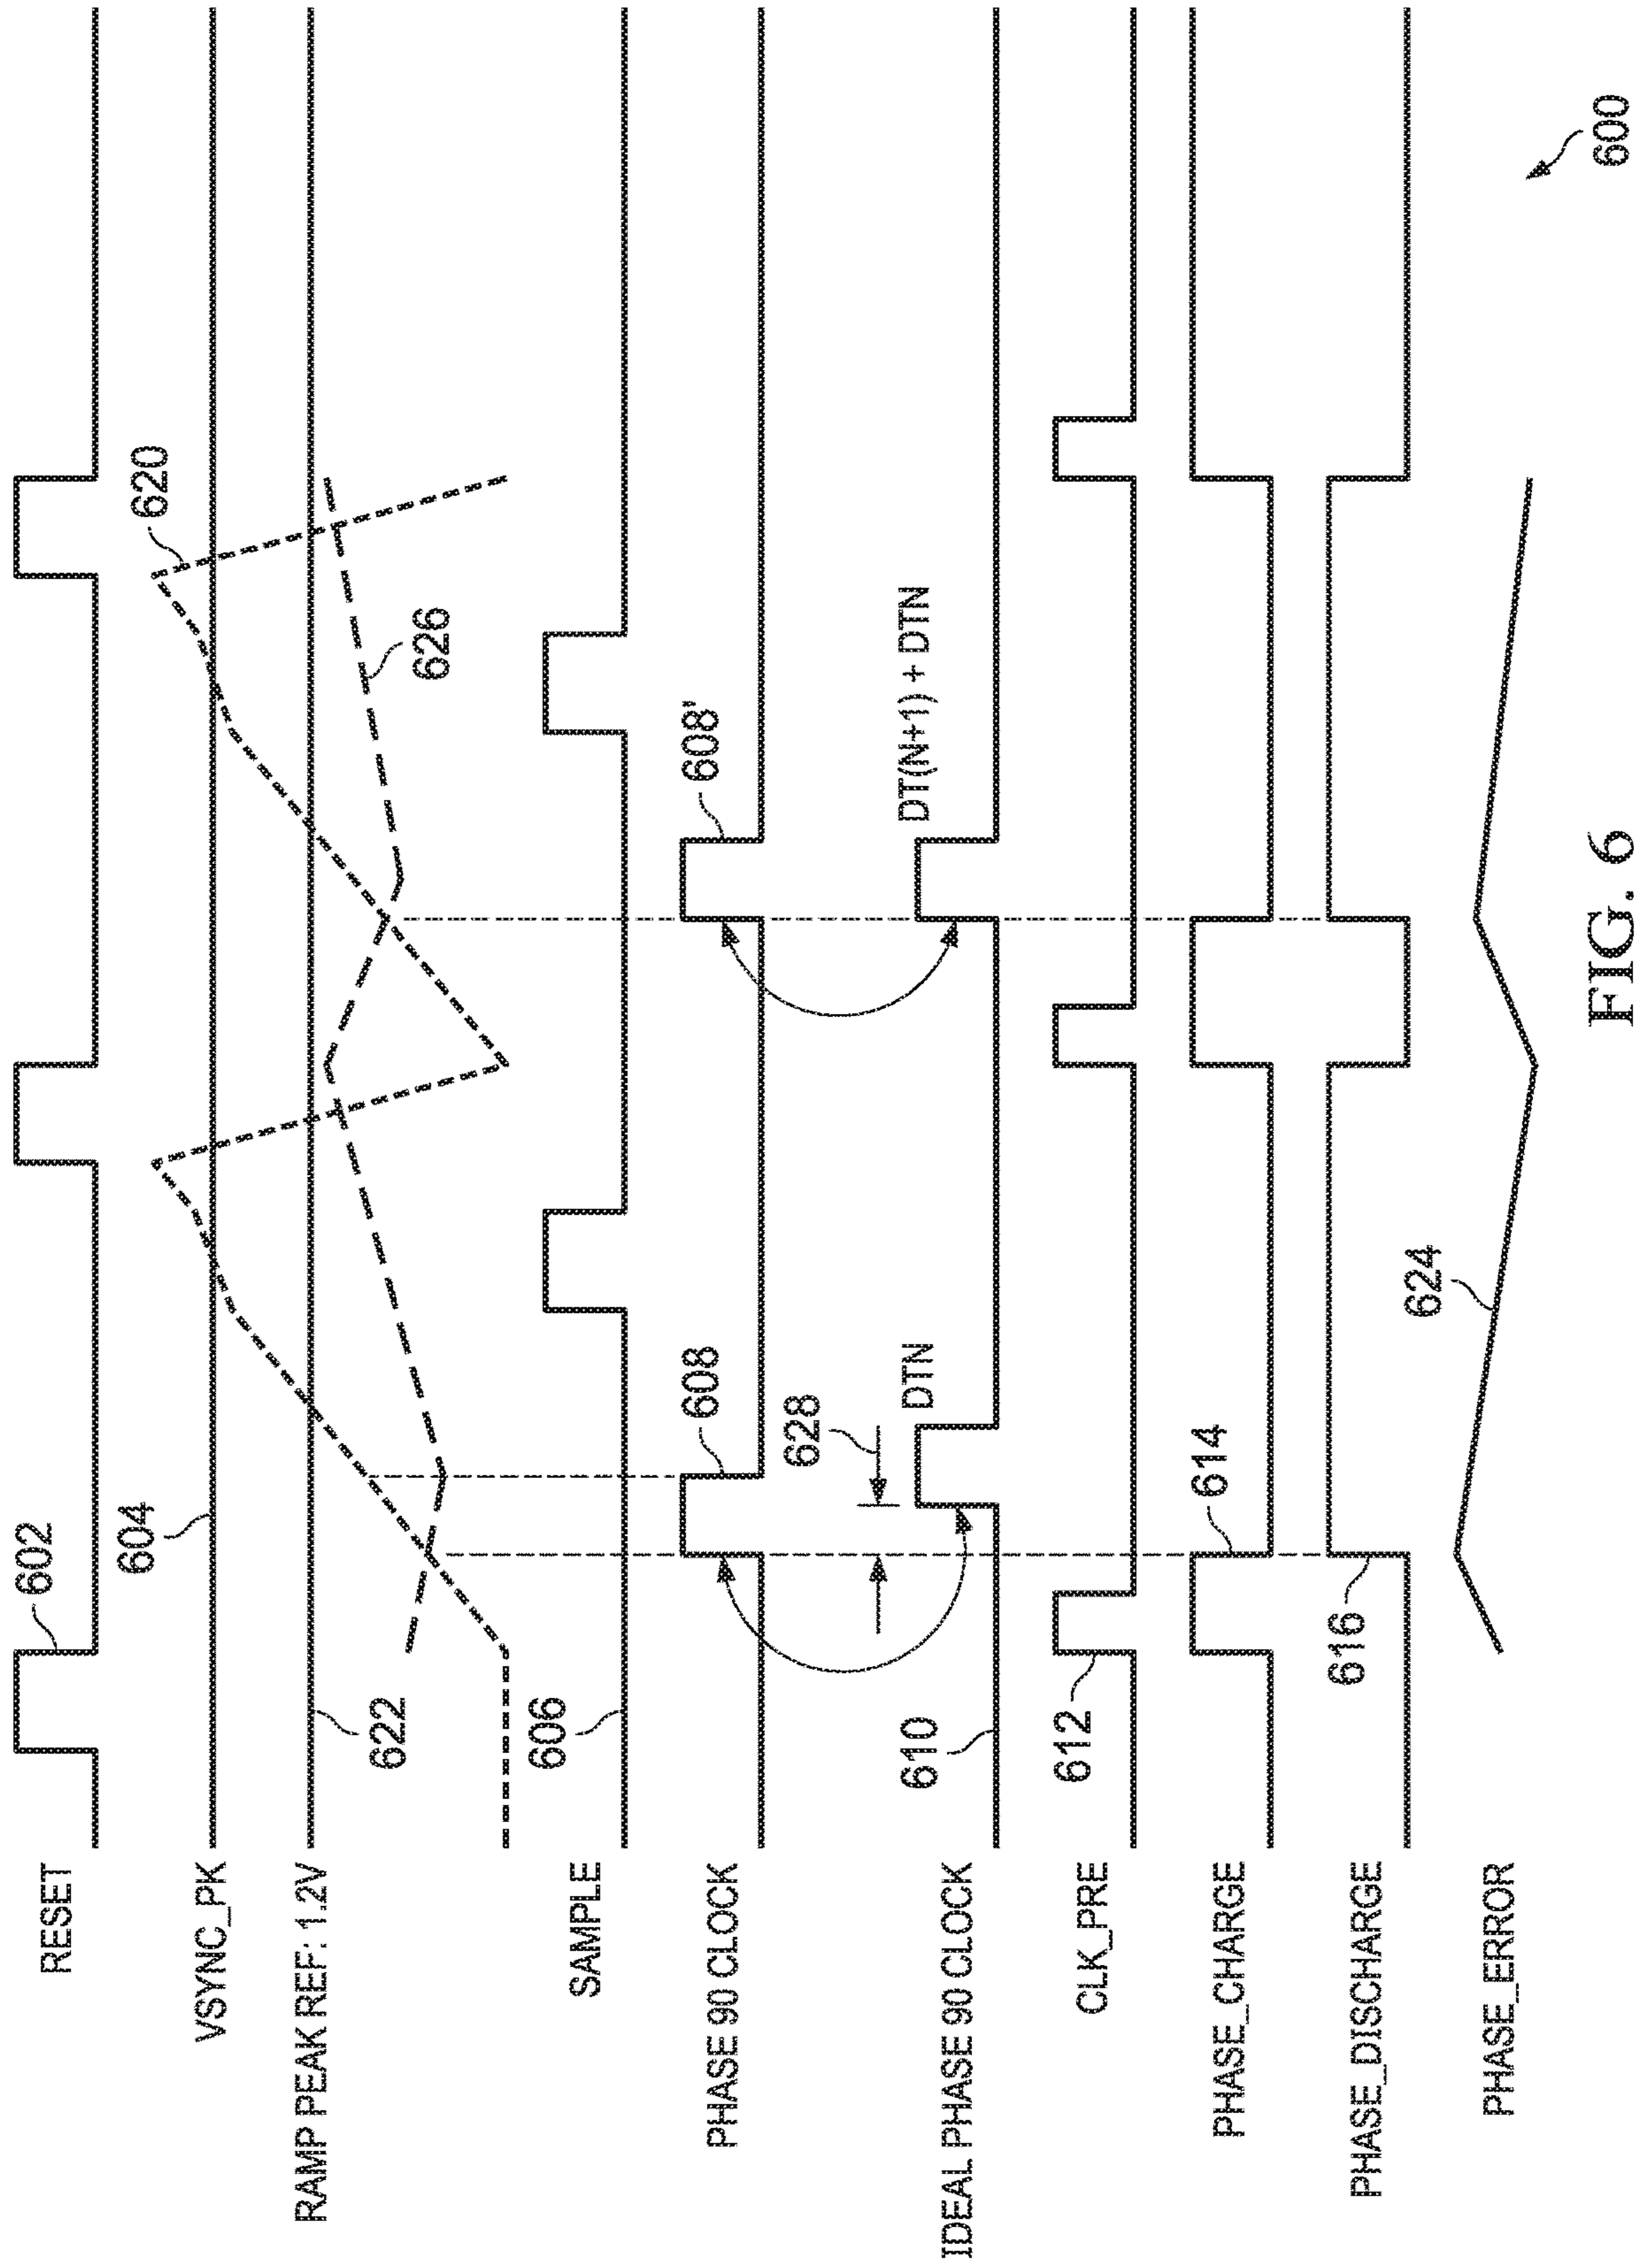 RESET
602
VSYNC_PK
604
620
RAMP PEAK REF: 1.2V
622
626
SAMPLE
606
PHASE 90 CLOCK
608
608'
628
IDEAL PHASE 90 CLOCK
610
DTN
DT(N+1) + DTN
CLK_PRE
612
PHASE_CHARGE
614
PHASE_DISCHARGE
616
PHASE_ERROR
624
600
FIG. 6